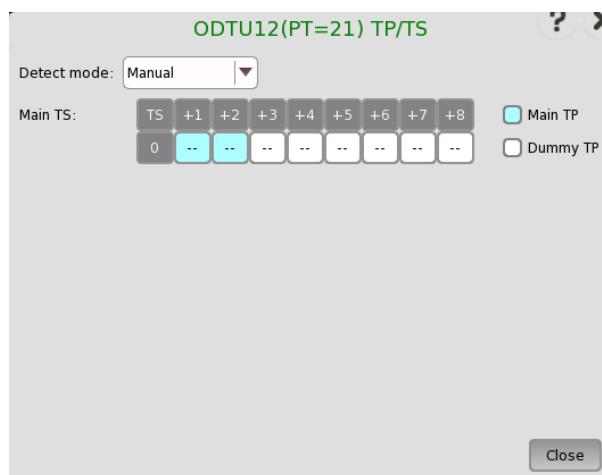 ODTU12(PT=21) TP/TS ?
Detect mode: Manual
Main TS: TS +1 +2 +3 +4 +5 +6 +7 +8 Main TP
0 -- -- -- -- -- -- -- -- Dummy TP
Close